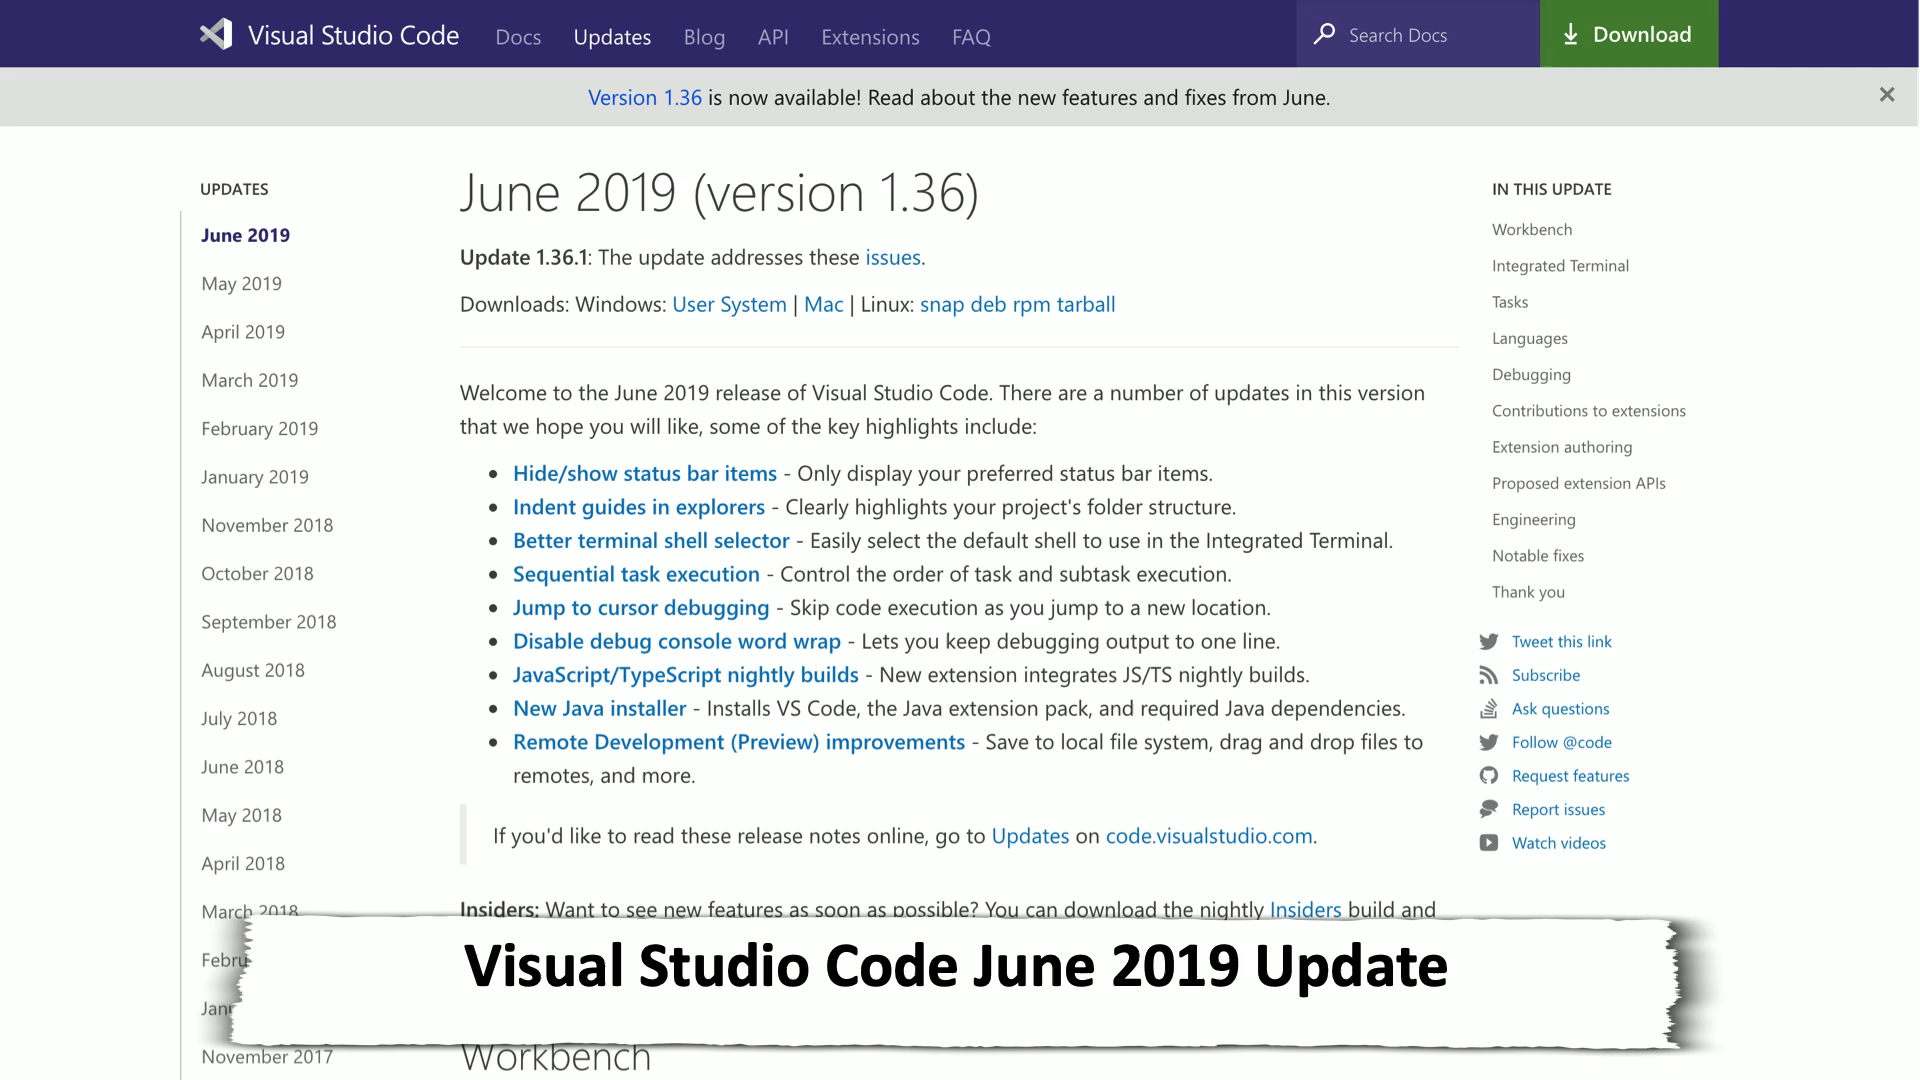 Visual Studio Code Docs Updates Blog API Extensions FAQ Search Docs Download
Version 1.36 is now available! Read about the new features and fixes from June.
UPDATES
June 2019
May 2019
April 2019
March 2019
February 2019
January 2019
November 2018
October 2018
September 2018
August 2018
July 2018
June 2018
May 2018
April 2018
March 2018
Febru
Janu
November 2017
June 2019 (version 1.36)
Update 1.36.1: The update addresses these issues.
Downloads: Windows: User System | Mac | Linux: snap deb rpm tarball
Welcome to the June 2019 release of Visual Studio Code. There are a number of updates in this version
that we hope you will like, some of the key highlights include:
• Hide/show status bar items - Only display your preferred status bar items.
• Indent guides in explorers - Clearly highlights your project's folder structure.
• Better terminal shell selector - Easily select the default shell to use in the Integrated Terminal.
• Sequential task execution - Control the order of task and subtask execution.
• Jump to cursor debugging - Skip code execution as you jump to a new location.
• Disable debug console word wrap - Lets you keep debugging output to one line.
• JavaScript/TypeScript nightly builds - New extension integrates JS/TS nightly builds.
• New Java installer - Installs VS Code, the Java extension pack, and required Java dependencies.
• Remote Development (Preview) improvements - Save to local file system, drag and drop files to
remotes, and more.
If you'd like to read these release notes online, go to Updates on code.visualstudio.com.
Insiders: Want to see new features as soon as possible? You can download the nightly Insiders build and
Visual Studio Code June 2019 Update
Workbench
IN THIS UPDATE
Workbench
Integrated Terminal
Tasks
Languages
Debugging
Contributions to extensions
Extension authoring
Proposed extension APIs
Engineering
Notable fixes
Thank you
Tweet this link
Subscribe
Ask questions
Follow @code
Request features
Report issues
Watch videos